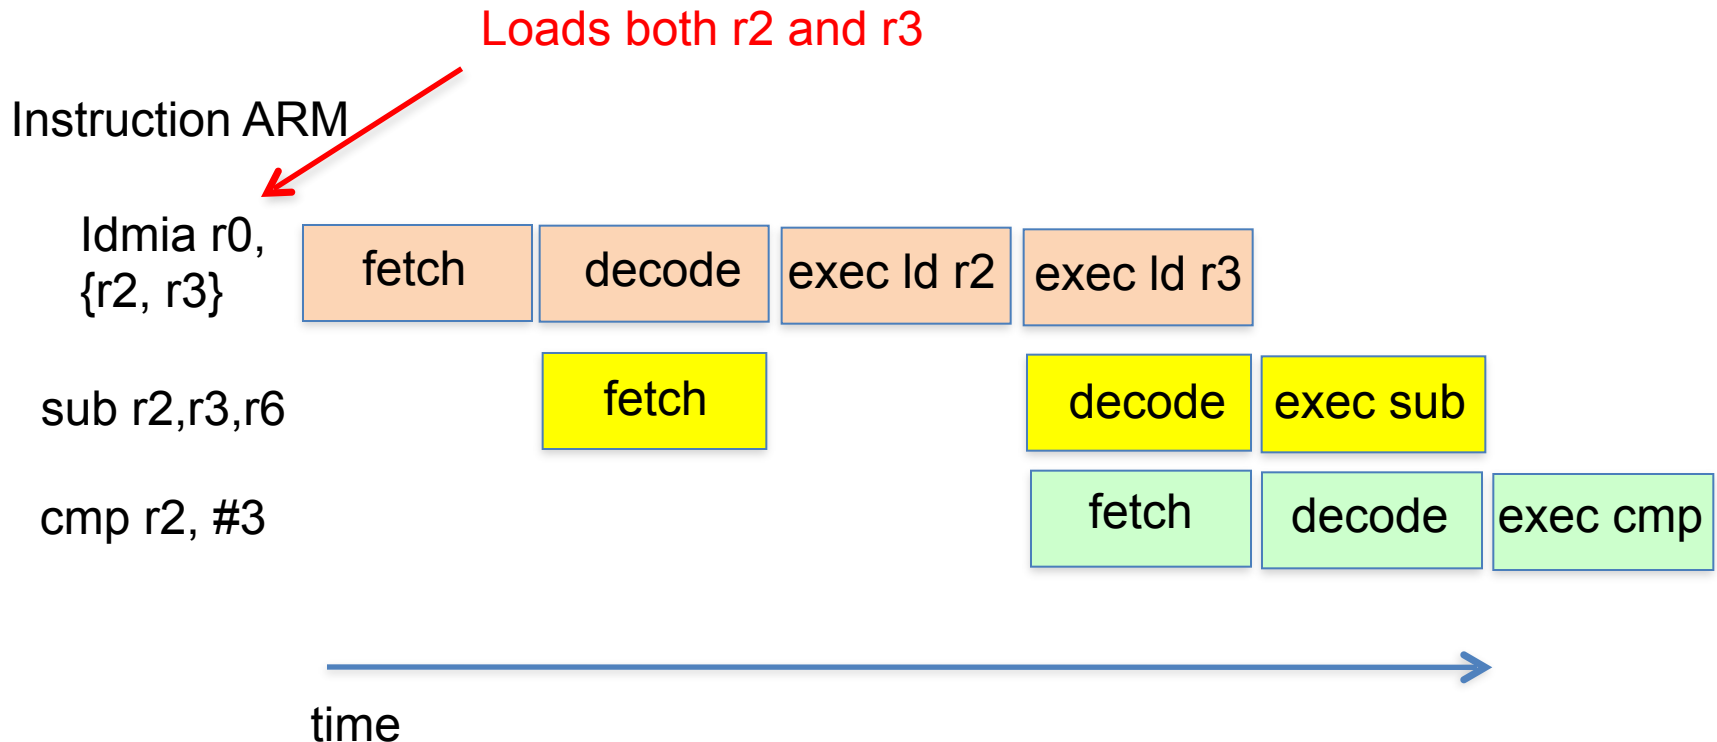 Loads both r2 and r3
Instruction ARM
ldmia r0,
{r2, r3}
fetch
decode
exec ld r2
exec ld r3
sub r2,r3,r6
fetch
decode
exec sub
cmp r2, #3
fetch
decode
exec cmp
time